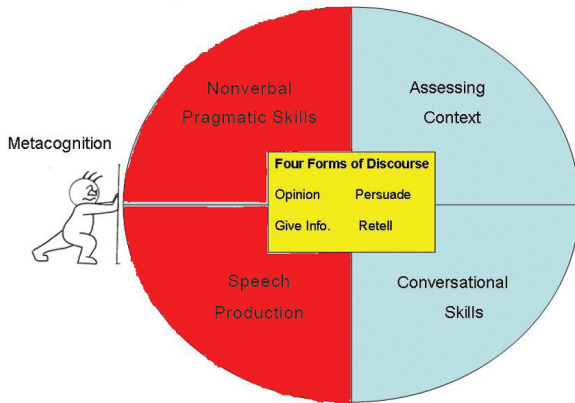 Nonverbal
Pragmatic Skills
Assessing
Context
Metacognition
Four Forms of Discourse
Opinion Persuade
Give Info. Retell
Speech
Production
Conversational
Skills